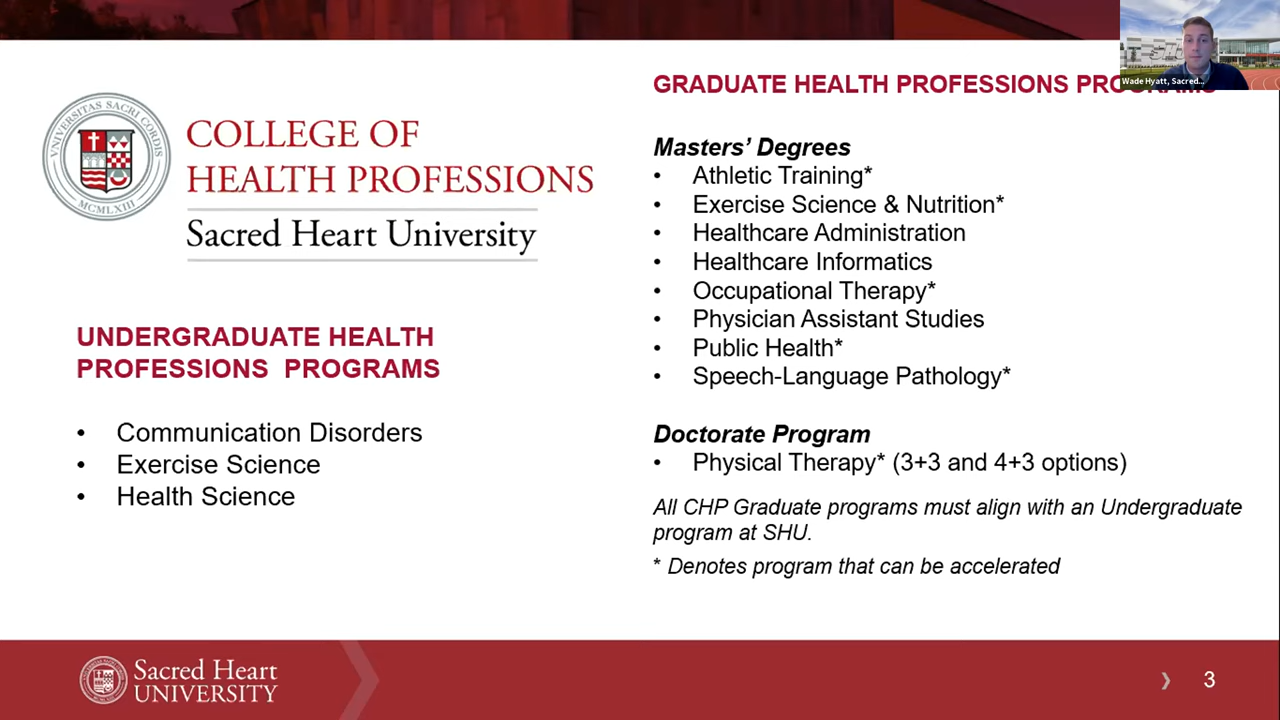 UNIVERSITAS SACRI CORDIS
MCMLXIII
COLLEGE OF
HEALTH PROFESSIONS
Sacred Heart University
UNDERGRADUATE HEALTH
PROFESSIONS PROGRAMS
• Communication Disorders
• Exercise Science
• Health Science
Wade Hyatt, Sacred...
GRADUATE HEALTH PROFESSIONS PROGRAMS
Masters’ Degrees
• Athletic Training*
• Exercise Science & Nutrition*
• Healthcare Administration
• Healthcare Informatics
• Occupational Therapy*
• Physician Assistant Studies
• Public Health*
• Speech-Language Pathology*
Doctorate Program
• Physical Therapy* (3+3 and 4+3 options)
All CHP Graduate programs must align with an Undergraduate
program at SHU.
* Denotes program that can be accelerated
Sacred Heart
UNIVERSITY
3